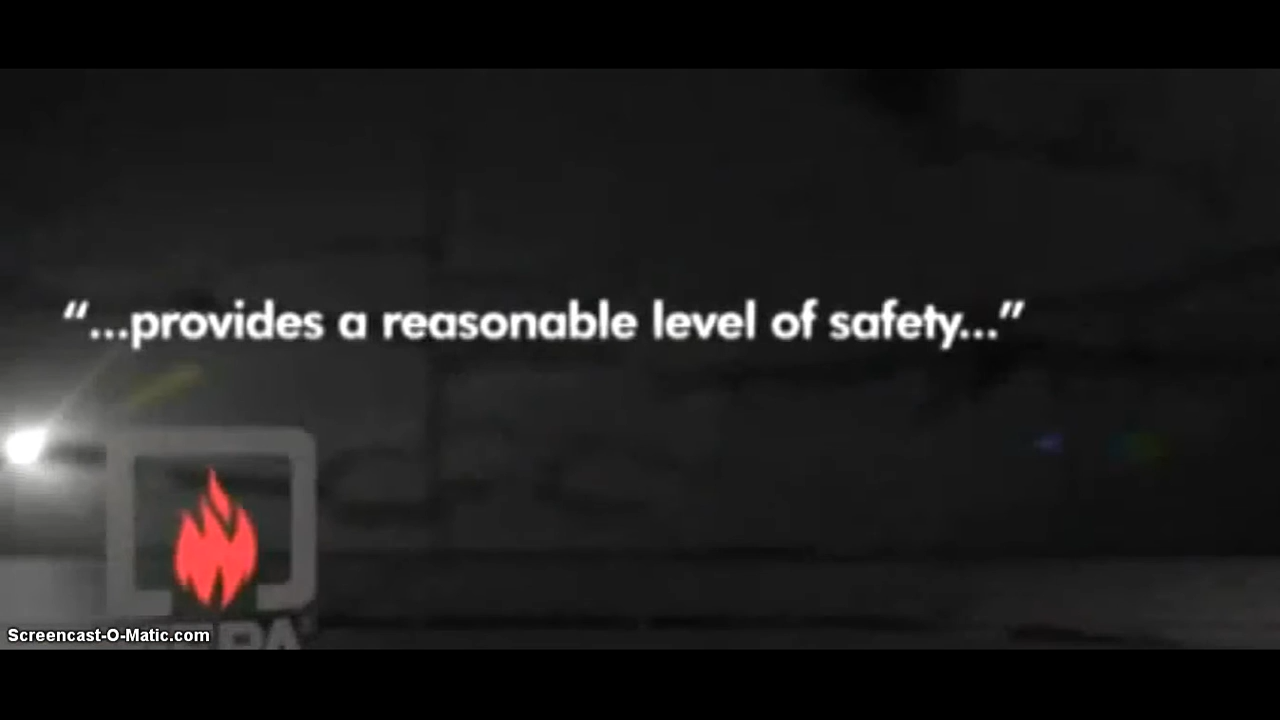 “...provides a reasonable level of safety...”
Screencast-O-Matic.com